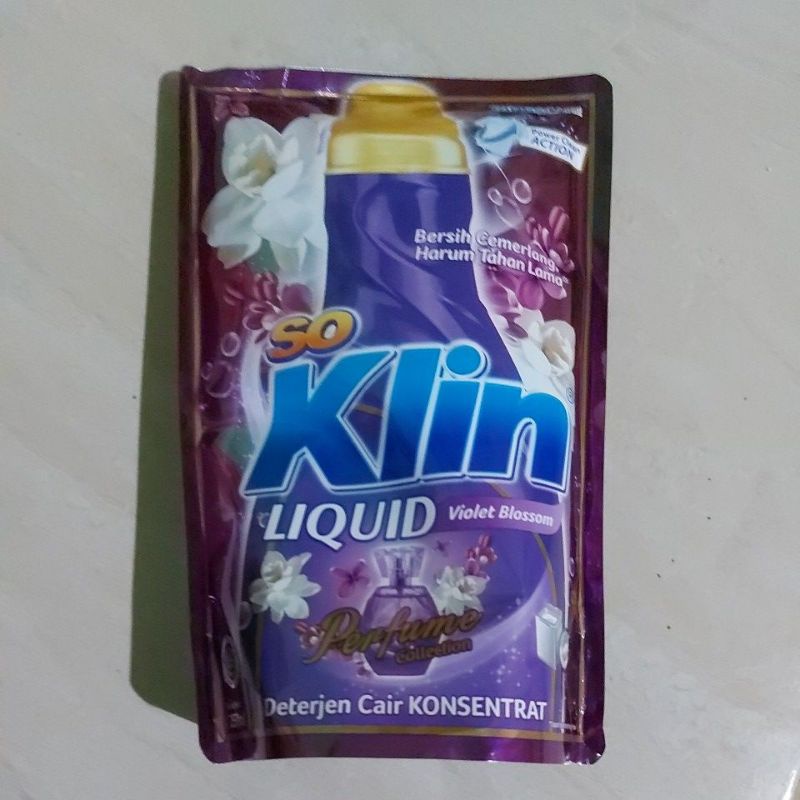 Power Clean
ACTION
Bersih Cemerlang,
Harum Tahan Lama
SO
Klin
LIQUID Violet Blossom
Perfume
collection
Deterjen Cair KONSENTRAT